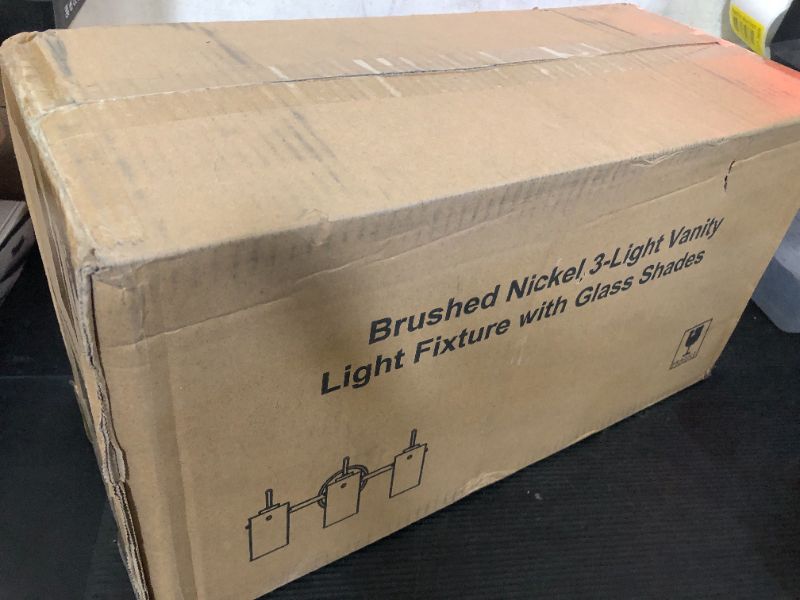 Brushed Nickel 3-Light Vanity
Light Fixture with Glass Shades